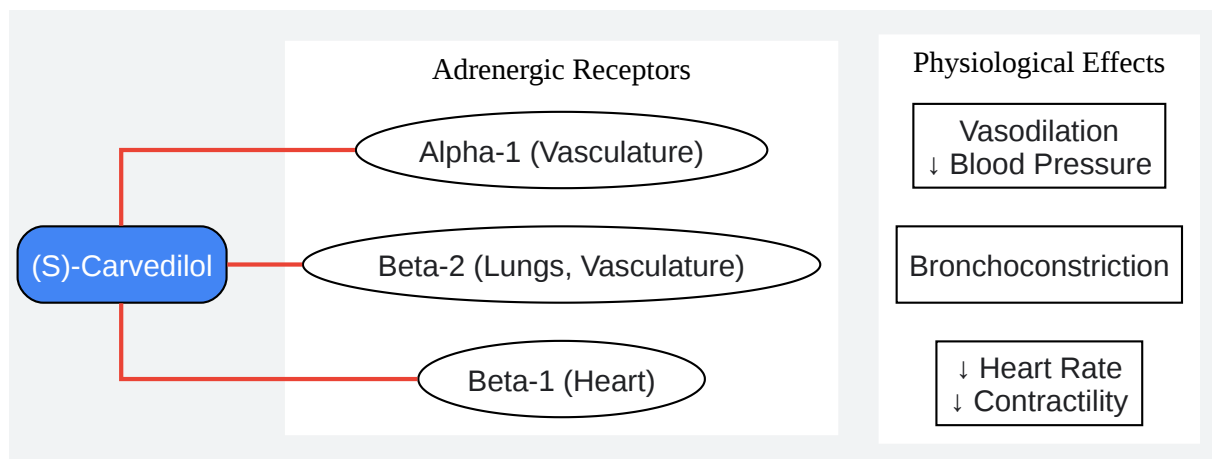 Adrenergic Receptors
Physiological Effects
Alpha-1 (Vasculature)
Vasodilation
↓ Blood Pressure
(S)-Carvedilol
Beta-2 (Lungs, Vasculature)
Bronchoconstriction
Beta-1 (Heart)
↓ Heart Rate
↓ Contractility